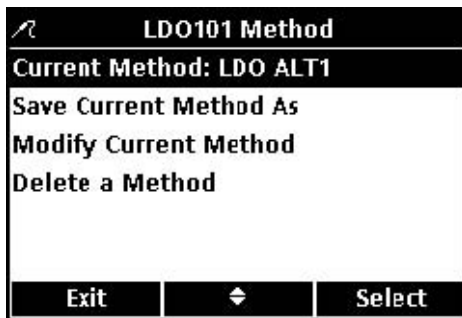 LDO101 Method
Current Method: LDO ALT1
Save Current Method As
Modify Current Method
Delete a Method
Exit Select